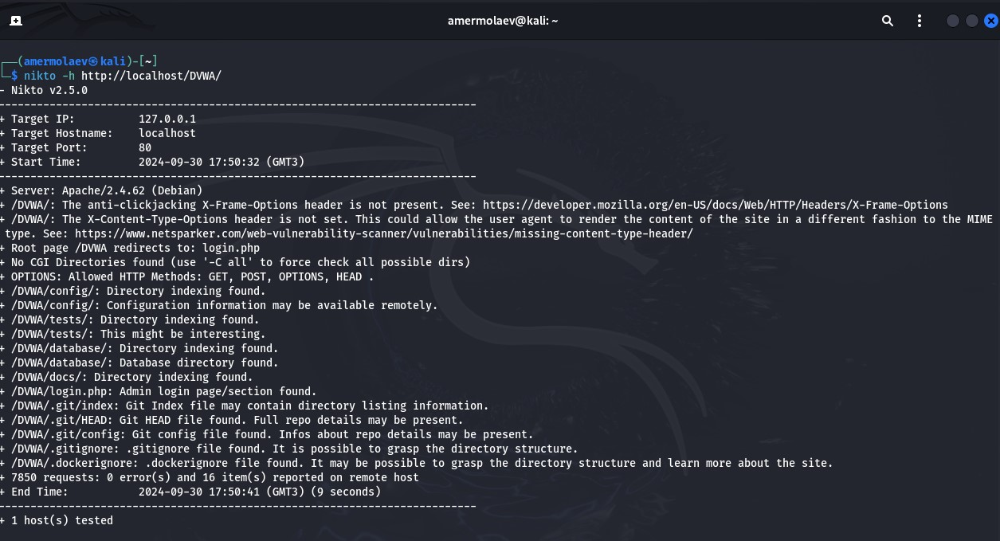 amermolaev@kali: ~
┌──(amermolaev㉿kali)-[~]
└─$ nikto -h http://localhost/DVWA/
- Nikto v2.5.0
---------------------------------------------------------------------------
+ Target IP:          127.0.0.1
+ Target Hostname:    localhost
+ Target Port:        80
+ Start Time:         2024-09-30 17:50:32 (GMT3)
---------------------------------------------------------------------------
+ Server: Apache/2.4.62 (Debian)
+ /DVWA/: The anti-clickjacking X-Frame-Options header is not present. See: https://developer.mozilla.org/en-US/docs/Web/HTTP/Headers/X-Frame-Options
+ /DVWA/: The X-Content-Type-Options header is not set. This could allow the user agent to render the content of the site in a different fashion to the MIME
type. See: https://www.netsparker.com/web-vulnerability-scanner/vulnerabilities/missing-content-type-header/
+ Root page /DVWA redirects to: login.php
+ No CGI Directories found (use '-C all' to force check all possible dirs)
+ OPTIONS: Allowed HTTP Methods: GET, POST, OPTIONS, HEAD .
+ /DVWA/config/: Directory indexing found.
+ /DVWA/config/: Configuration information may be available remotely.
+ /DVWA/tests/: Directory indexing found.
+ /DVWA/tests/: This might be interesting.
+ /DVWA/database/: Directory indexing found.
+ /DVWA/database/: Database directory found.
+ /DVWA/docs/: Directory indexing found.
+ /DVWA/login.php: Admin login page/section found.
+ /DVWA/.git/index: Git Index file may contain directory listing information.
+ /DVWA/.git/HEAD: Git HEAD file found. Full repo details may be present.
+ /DVWA/.git/config: Git config file found. Infos about repo details may be present.
+ /DVWA/.gitignore: .gitignore file found. It is possible to grasp the directory structure.
+ /DVWA/.dockerignore: .dockerignore file found. It may be possible to grasp the directory structure and learn more about the site.
+ 7850 requests: 0 error(s) and 16 item(s) reported on remote host
+ End Time:           2024-09-30 17:50:41 (GMT3) (9 seconds)
---------------------------------------------------------------------------
+ 1 host(s) tested